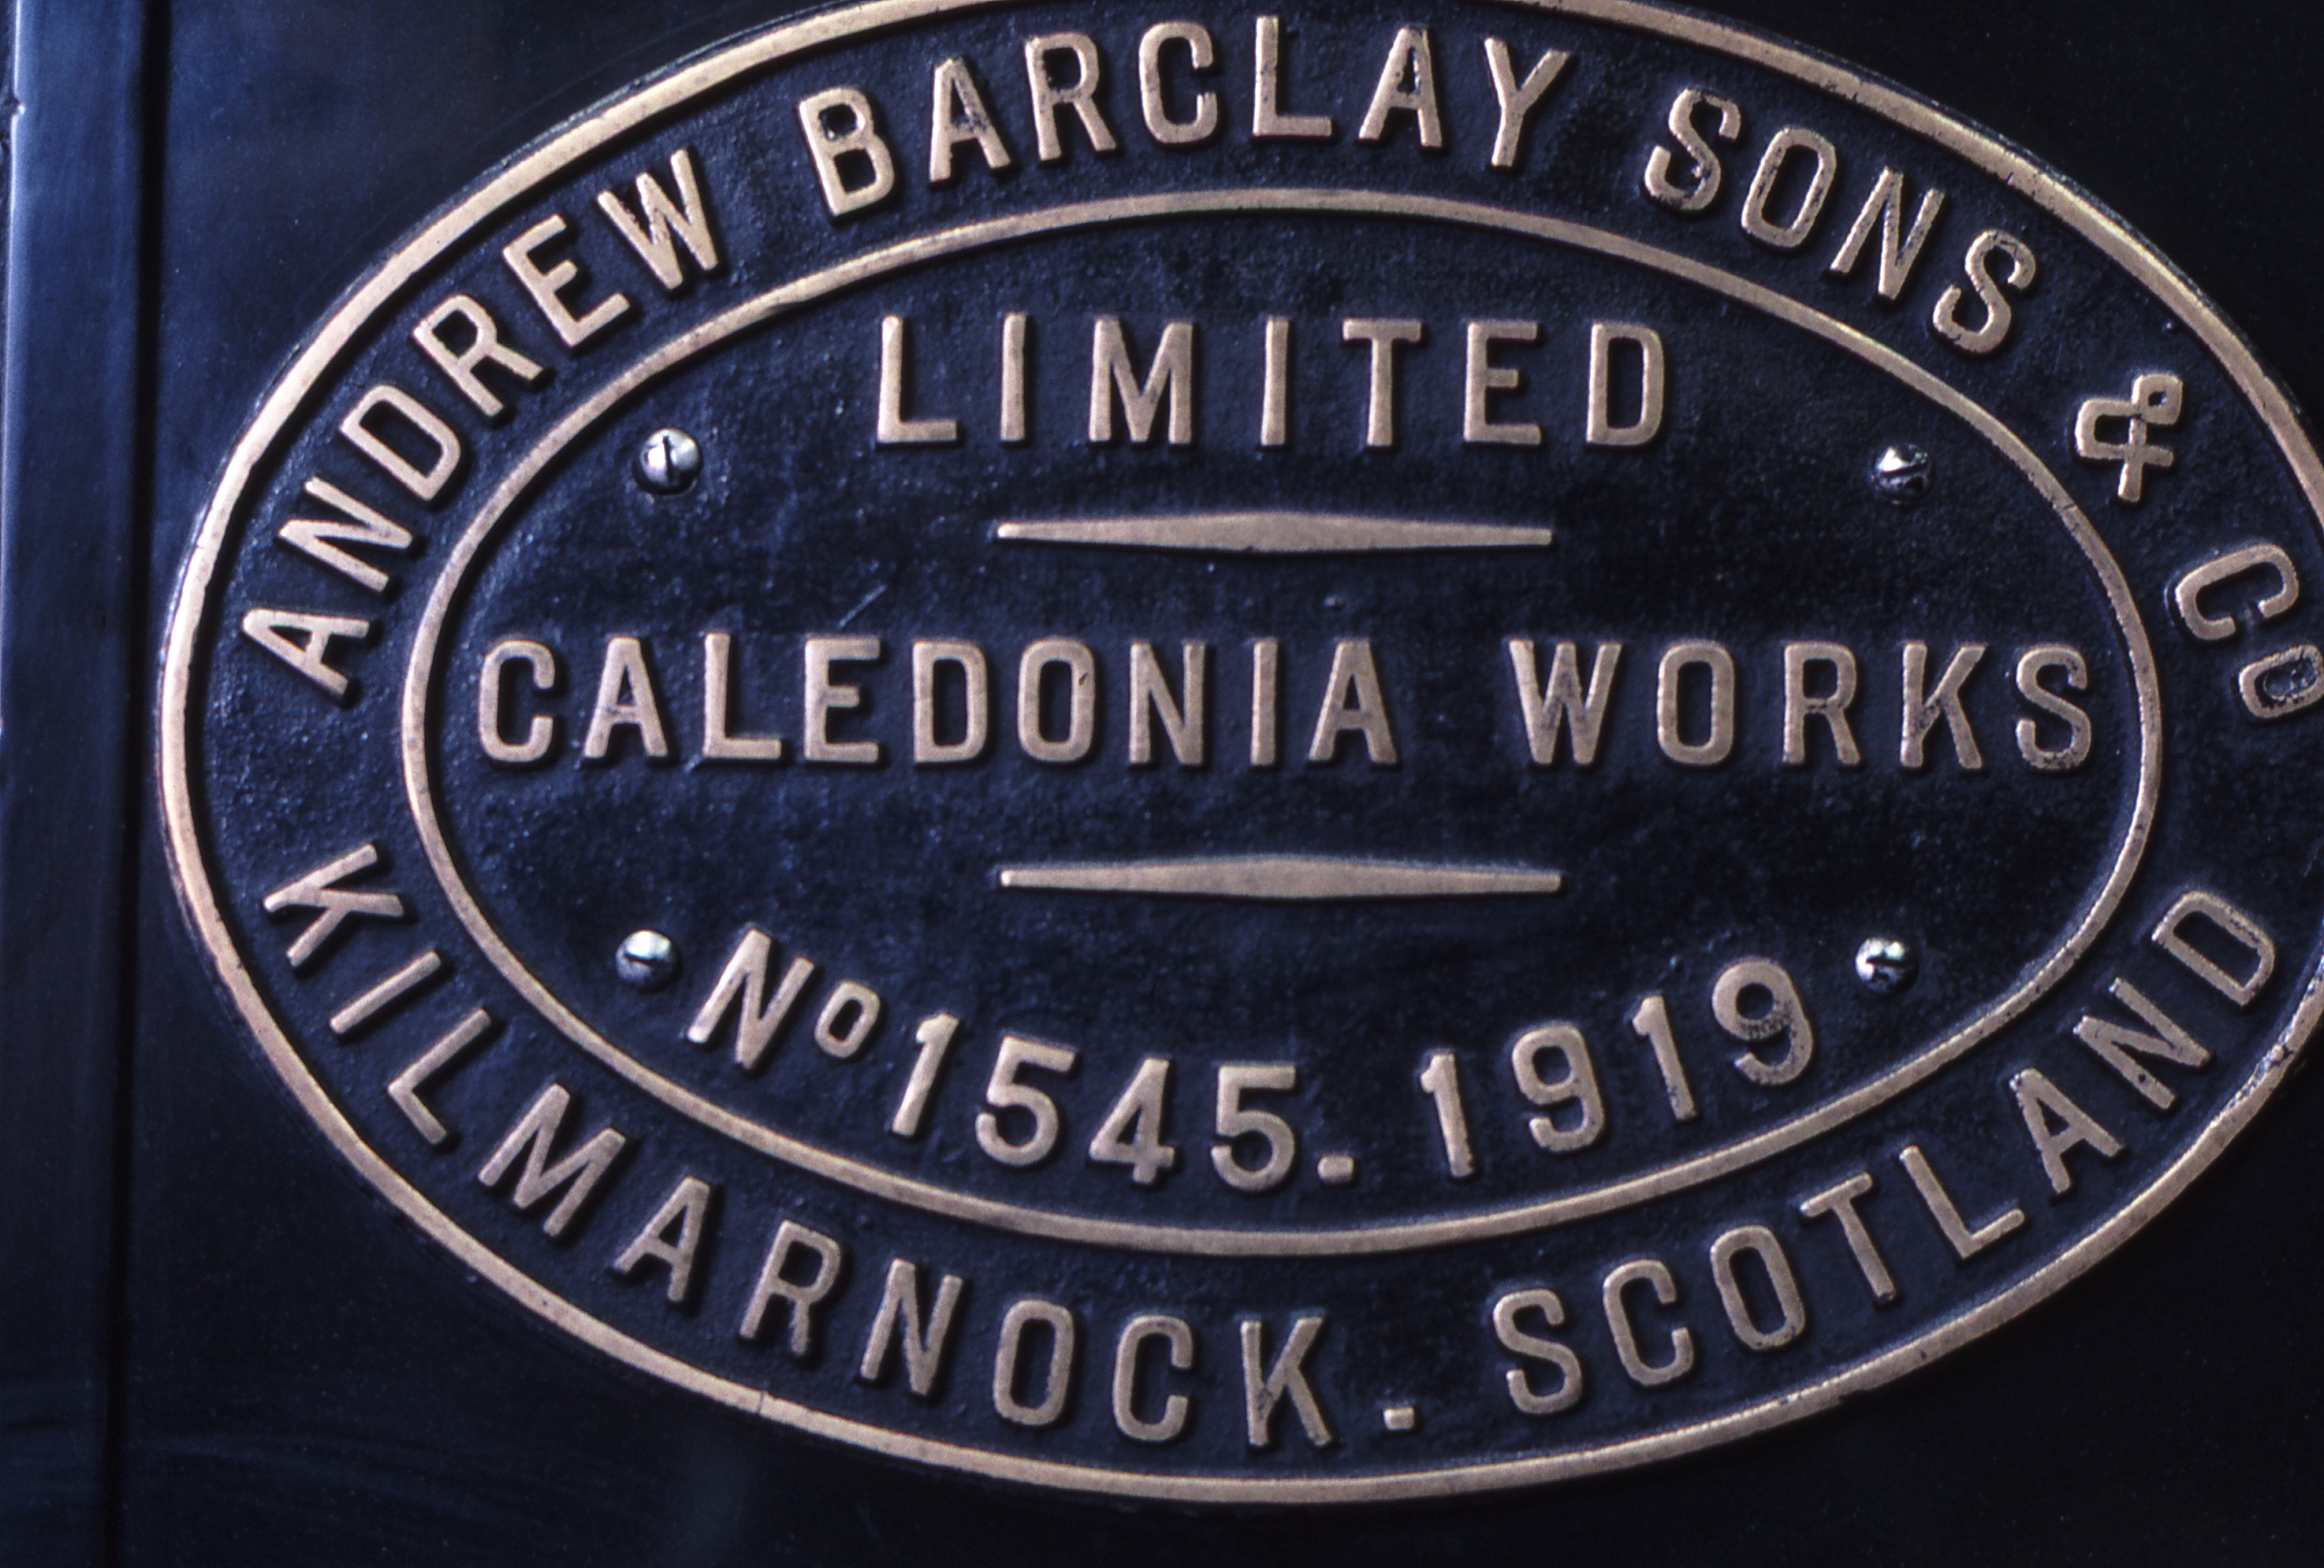 ANDREW BARCLAY SONS & CO
LIMITED
CALEDONIA WORKS
Nº 1545. 1919
KILMARNOCK. SCOTLAND